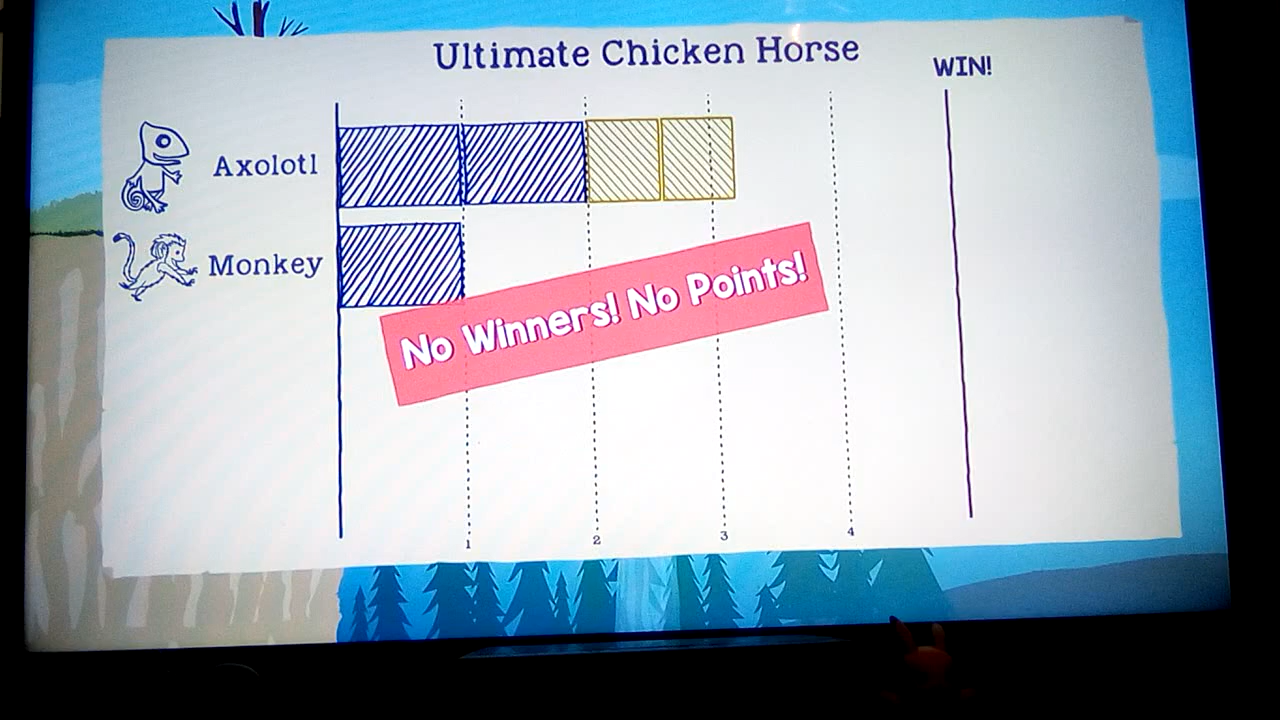 Ultimate Chicken Horse
WIN!
Axolotl
Monkey
No Winners! No Points!
1
2
3
4